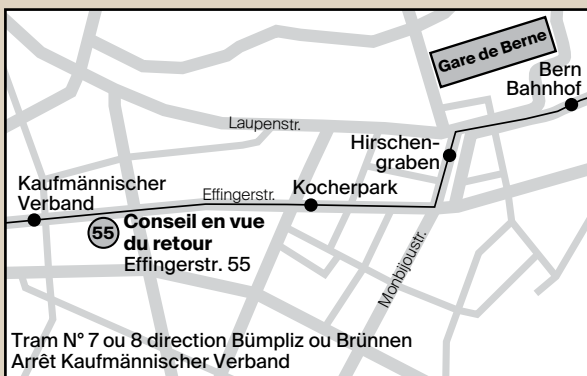 Gare de Berne
Bern
Bahnhof
Laupenstr.
Hirschen-
graben
Kaufmännischer
Verband
Effingerstr.
Kocherpark
55
Conseil en vue
du retour
Effingerstr. 55
Monbijoustr.
Tram N° 7 ou 8 direction Bümpliz ou Brünnen
Arrêt Kaufmännischer Verband